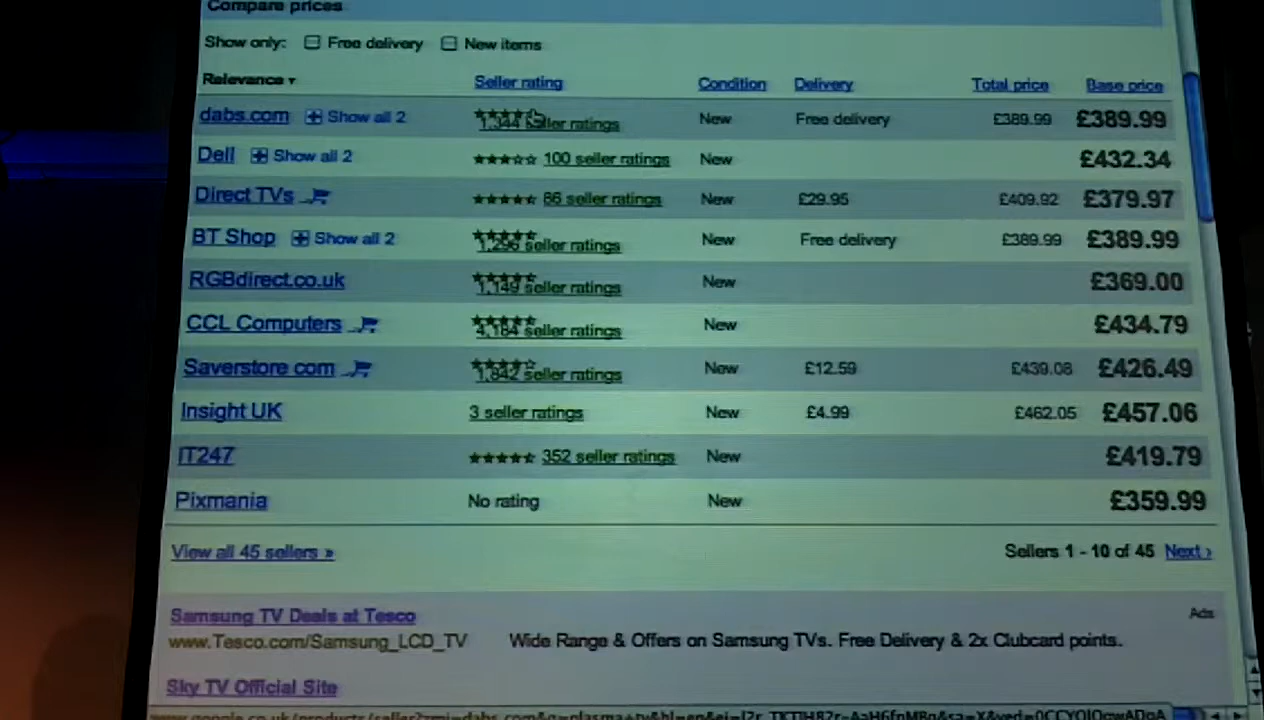 Compare prices
Show only: Free delivery New items
Relevance ▾ Seller rating Condition Delivery Total price Base price
dabs.com Show all 2 1,344 seller ratings New Free delivery £389.99 £389.99
Dell Show all 2 100 seller ratings New £432.34
Direct TVs 86 seller ratings New £29.95 £409.92 £379.97
BT Shop Show all 2 1,296 seller ratings New Free delivery £389.99 £389.99
RGBdirect.co.uk 1,149 seller ratings New £369.00
CCL Computers 4,184 seller ratings New £434.79
Saverstore com 1,842 seller ratings New £12.59 £439.08 £426.49
Insight UK 3 seller ratings New £4.99 £462.05 £457.06
IT247 352 seller ratings New £419.79
Pixmania No rating New £359.99
View all 45 sellers » Sellers 1 - 10 of 45 Next ›
Samsung TV Deals at Tesco Ads
www.Tesco.com/Samsung_LCD_TV Wide Range & Offers on Samsung TVs. Free Delivery & 2x Clubcard points.
Sky TV Official Site